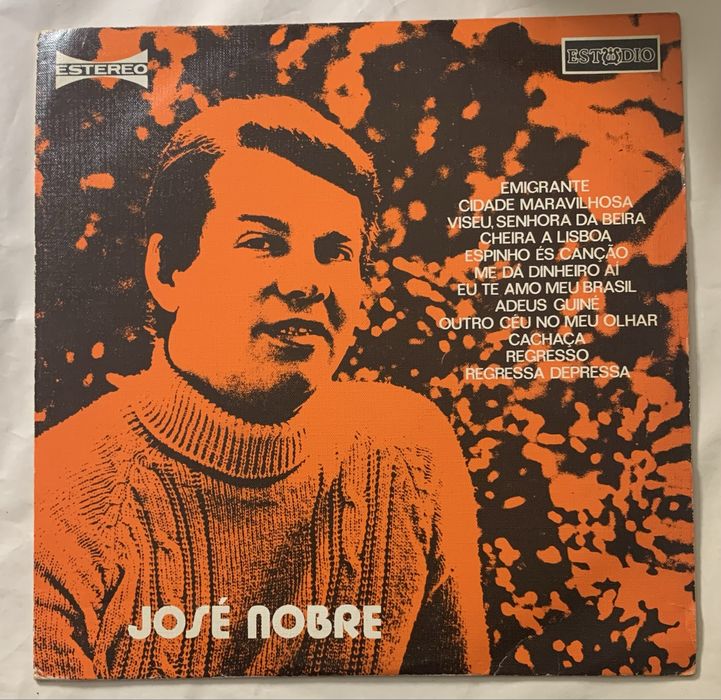 ESTEREO
ESTÚDIO
EMIGRANTE
CIDADE MARAVILHOSA
VISEU, SENHORA DA BEIRA
CHEIRA A LISBOA
ESPINHO ÉS CANÇÃO
ME DÁ DINHEIRO AÍ
EU TE AMO MEU BRASIL
ADEUS GUINÉ
OUTRO CÉU NO MEU OLHAR
CACHAÇA
REGRESSO
REGRESSA DEPRESSA
JOSÉ NOBRE